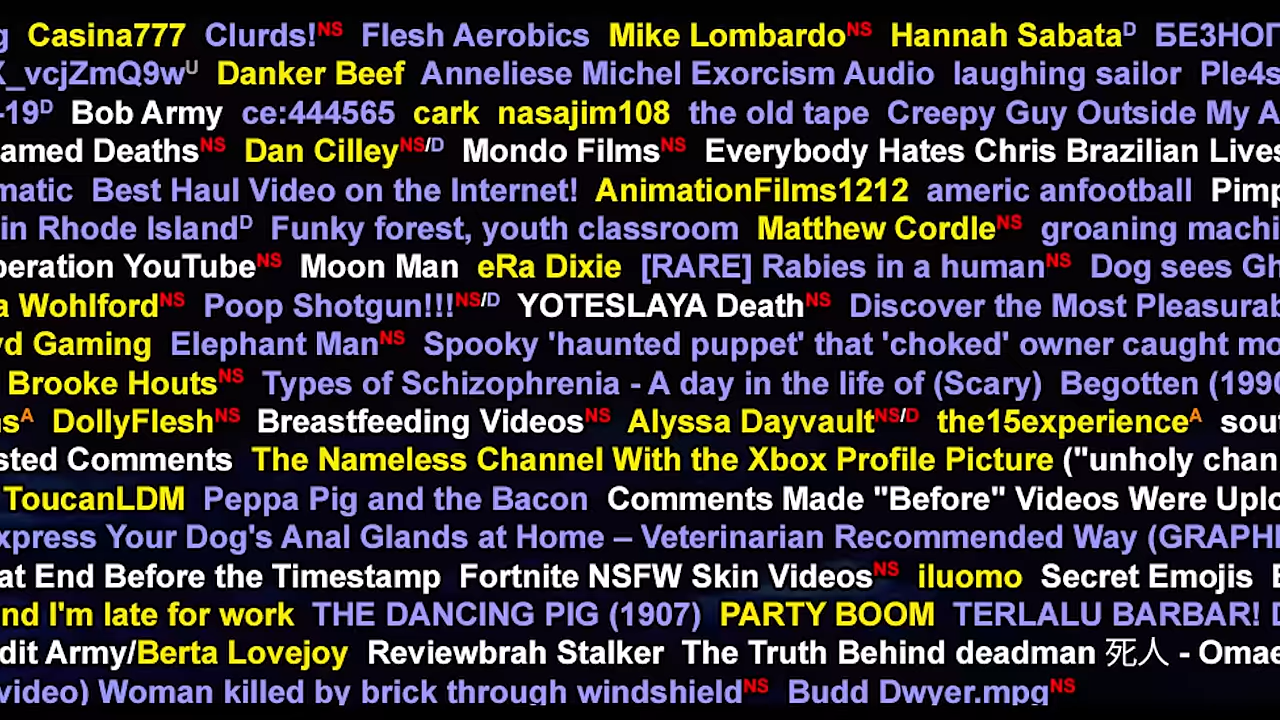 g Casina777 Clurds!NS Flesh Aerobics Mike LombardoNS Hannah SabataD БЕЗНОГ
X_vcjZmQ9wU Danker Beef Anneliese Michel Exorcism Audio laughing sailor Ple4s
-19D Bob Army ce:444565 cark nasajim108 the old tape Creepy Guy Outside My A
amed DeathsNS Dan CilleyNS/D Mondo FilmsNS Everybody Hates Chris Brazilian Lives
matic Best Haul Video on the Internet! AnimationFilms1212 americ anfootball Pimp
in Rhode IslandD Funky forest, youth classroom Matthew CordleNS groaning machi
peration YouTubeNS Moon Man eRa Dixie [RARE] Rabies in a humanNS Dog sees Gh
a WohlfordNS Poop Shotgun!!!NS/D YOTESLAYA DeathNS Discover the Most Pleasurab
yd Gaming Elephant ManNS Spooky 'haunted puppet' that 'choked' owner caught mo
Brooke HoutsNS Types of Schizophrenia - A day in the life of (Scary) Begotten (1990
sA DollyFleshNS Breastfeeding VideosNS Alyssa DayvaultNS/D the15experienceA sou
sted Comments The Nameless Channel With the Xbox Profile Picture ("unholy chan
ToucanLDM Peppa Pig and the Bacon Comments Made "Before" Videos Were Uplo
xpress Your Dog's Anal Glands at Home – Veterinarian Recommended Way (GRAPHI
at End Before the Timestamp Fortnite NSFW Skin VideosNS iluomo Secret Emojis E
nd I'm late for work THE DANCING PIG (1907) PARTY BOOM TERLALU BARBAR!
dit Army/Berta Lovejoy Reviewbrah Stalker The Truth Behind deadman 死人 - Omae
video) Woman killed by brick through windshieldNS Budd Dwyer.mpgNS